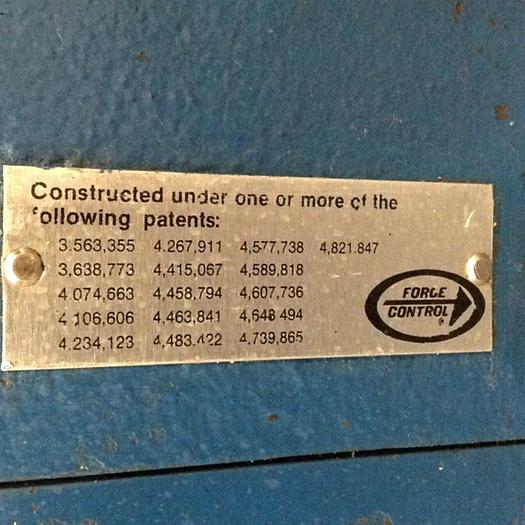 Constructed under one or more of the
following patents:
3,563,355 4,267,911 4,577,738 4,821,847
3,638,773 4,415,067 4,589,818
4,074,663 4,458,794 4,607,736
4,106,606 4,463,841 4,648,494
4,234,123 4,483,422 4,739,865
FORCE
CONTROL
®